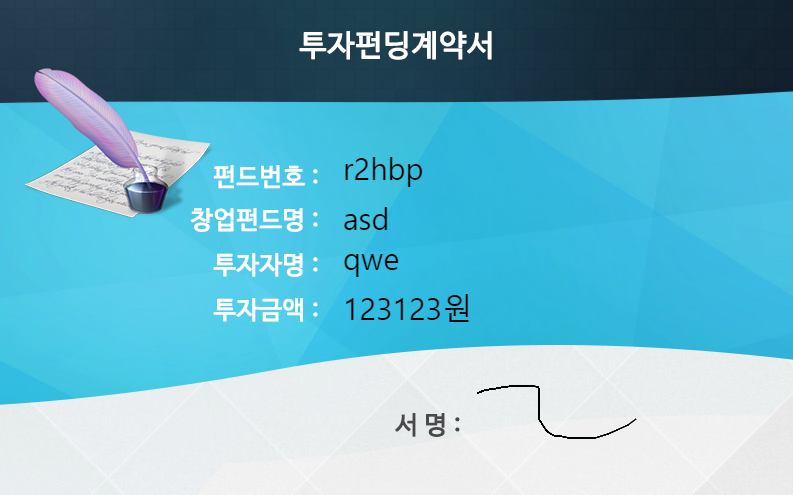 투자펀딩계약서
펀드번호 : r2hbp
창업펀드명 : asd
투자자명 : qwe
투자금액 : 123123원
서 명 :